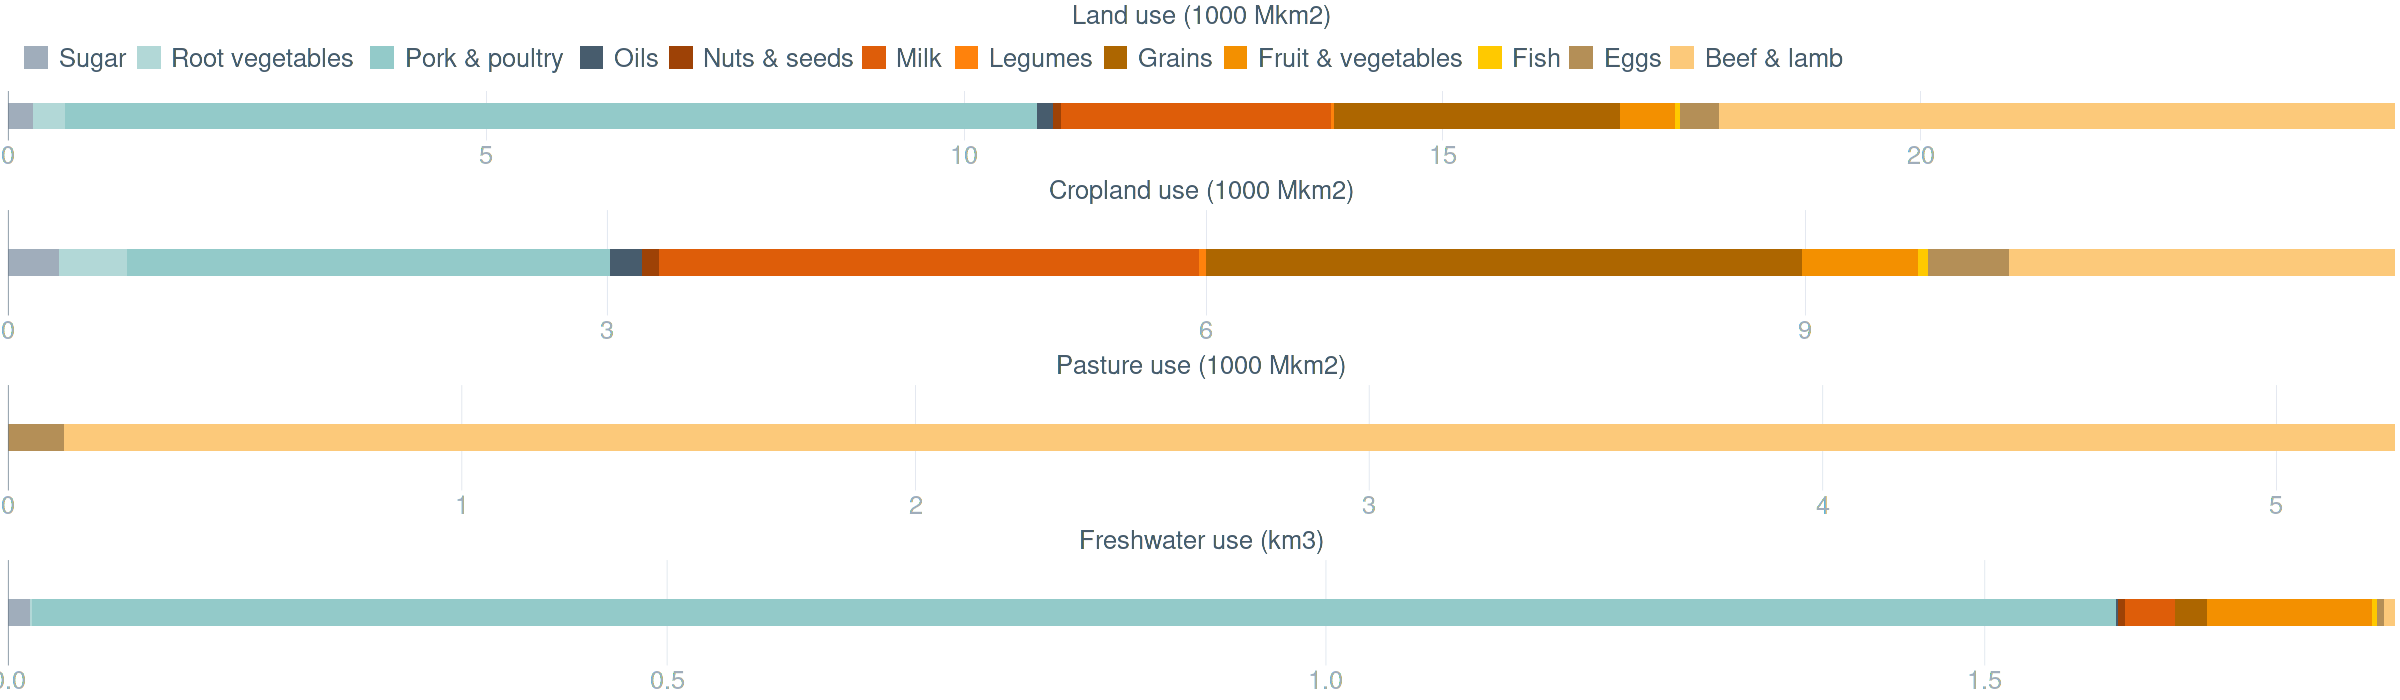 Land use (1000 Mkm2)
Sugar Root vegetables Pork & poultry Oils Nuts & seeds Milk Legumes Grains Fruit & vegetables Fish Eggs Beef & lamb
0 5 10 15 20
Cropland use (1000 Mkm2)
0 3 6 9
Pasture use (1000 Mkm2)
0 1 2 3 4 5
Freshwater use (km3)
0.0 0.5 1.0 1.5